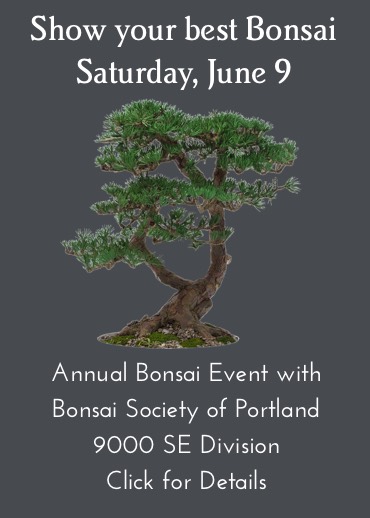 Show your best Bonsai
Saturday, June 9
Annual Bonsai Event with
Bonsai Society of Portland
9000 SE Division
Click for Details